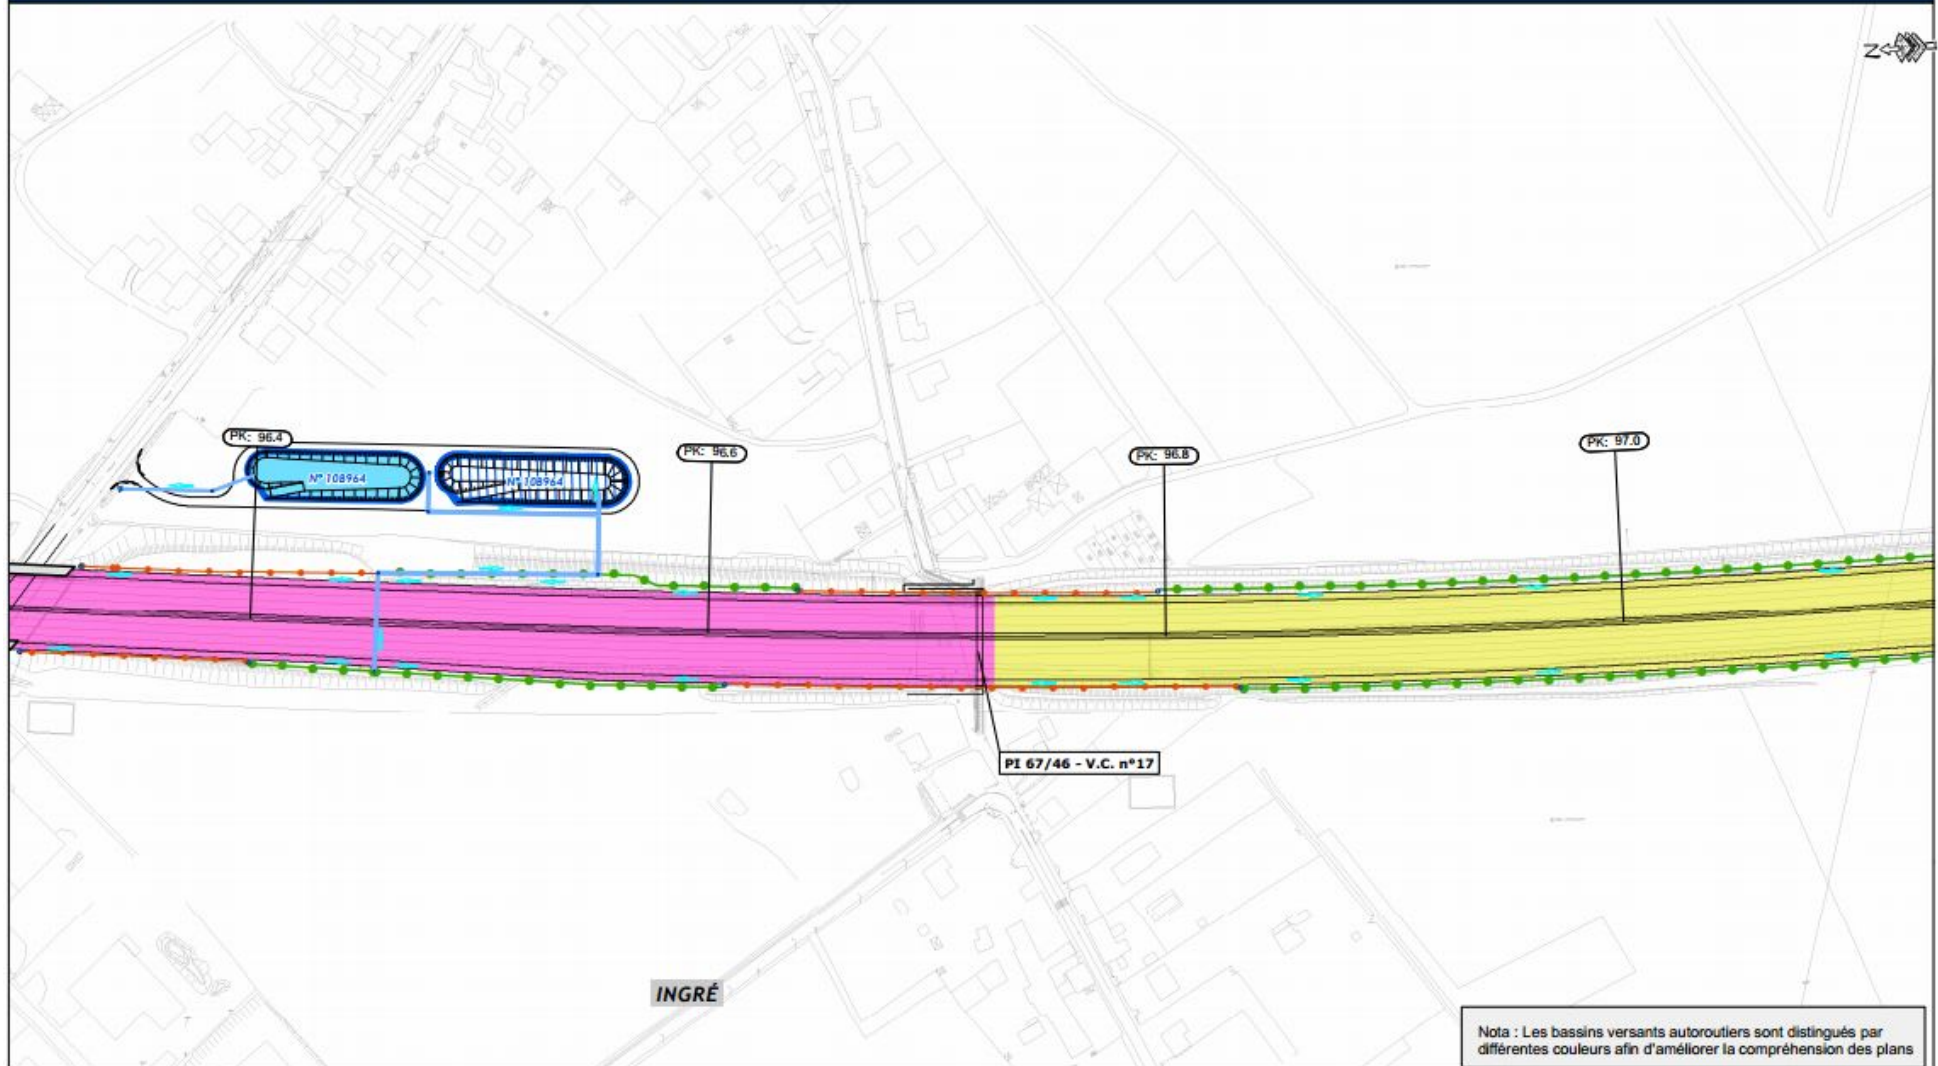 Z
PK: 96.4
PK: 96.6
PK: 96.8
PK: 97.0
N° 108964
N° 108964
PI 67/46 - V.C. n°17
INGRÉ
Nota : Les bassins versants autoroutiers sont distingués par
différentes couleurs afin d'améliorer la compréhension des plans